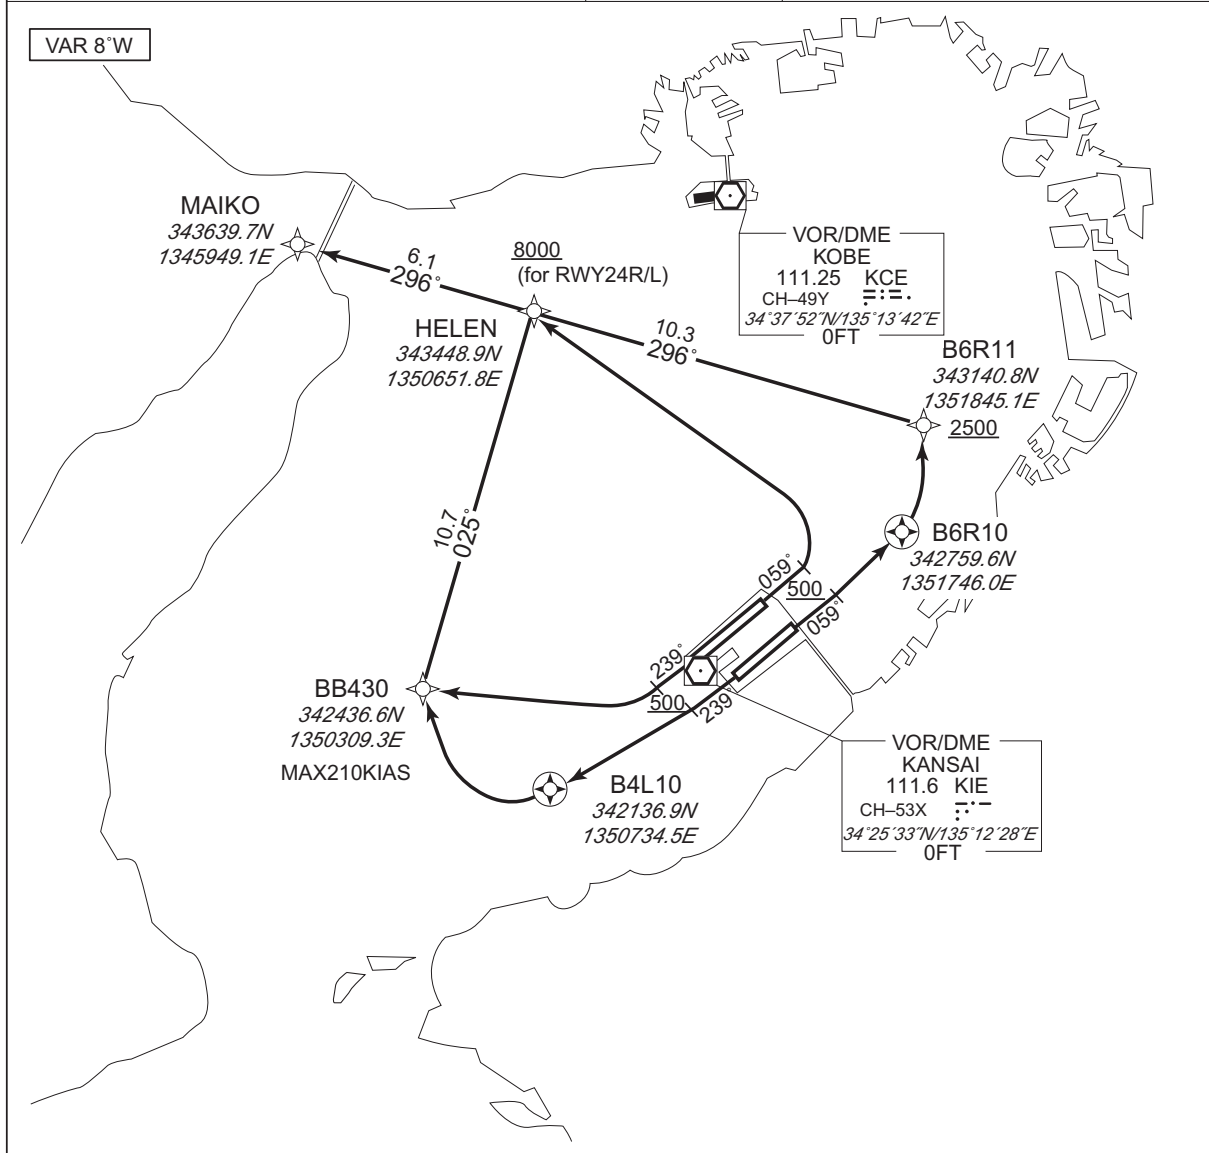 VAR 8˚W
MAIKO
343639.7N
1345949.1E
6.1
296˚
8000
(for RWY24R/L)
HELEN
343448.9N
1350651.8E
10.3
296˚
VOR/DME
KOBE
111.25 KCE
CH–49Y
34˚37´52˝N/135˚13´42˝E
0FT
B6R11
343140.8N
1351845.1E
2500
10.7
025˚
B6R10
342759.6N
1351746.0E
059˚
500
059˚
239˚
500
239˚
BB430
342436.6N
1350309.3E
MAX210KIAS
B4L10
342136.9N
1350734.5E
VOR/DME
KANSAI
111.6 KIE
CH–53X
34˚25´33˝N/135˚12´28˝E
0FT